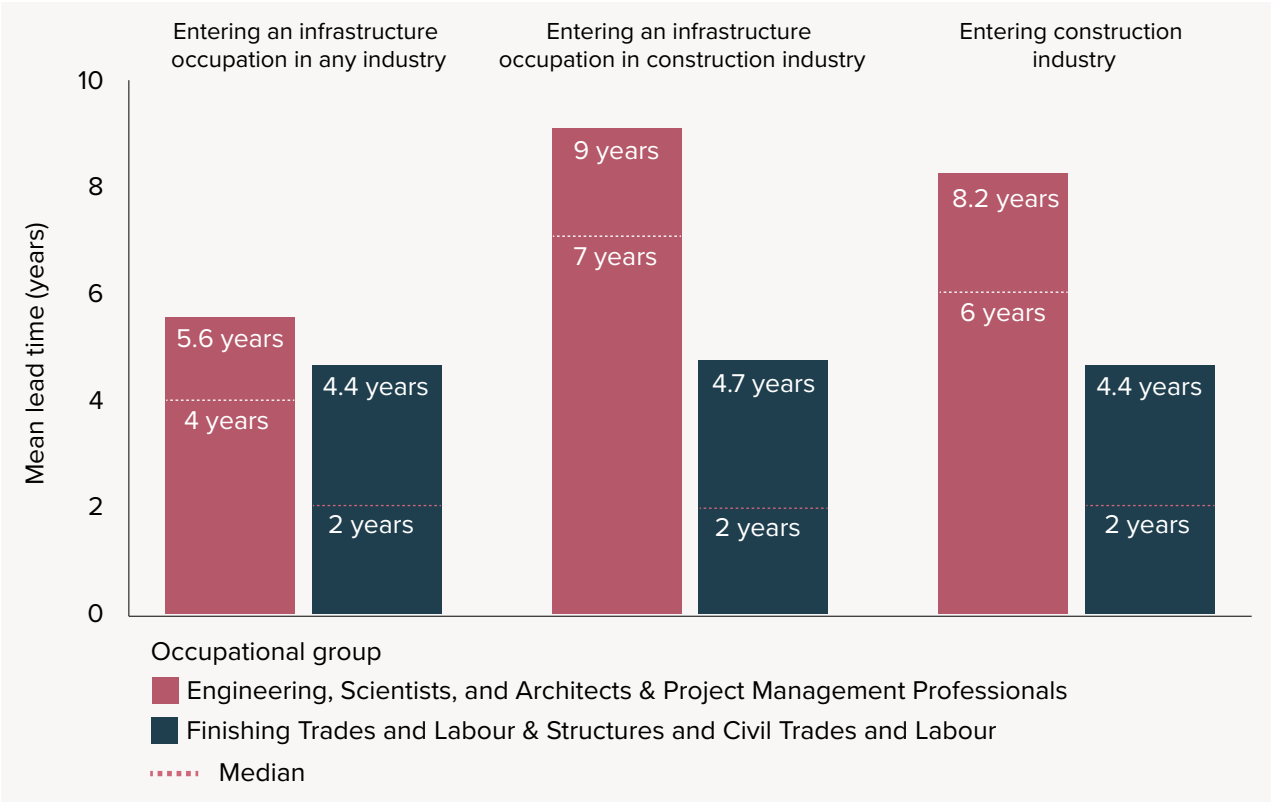 Entering an infrastructure
occupation in any industry
Entering an infrastructure
occupation in construction industry
Entering construction
industry
Mean lead time (years)
10
8
6
4
2
0
5.6 years
4 years
4.4 years
2 years
9 years
7 years
4.7 years
2 years
8.2 years
6 years
4.4 years
2 years
Occupational group
Engineering, Scientists, and Architects & Project Management Professionals
Finishing Trades and Labour & Structures and Civil Trades and Labour
Median